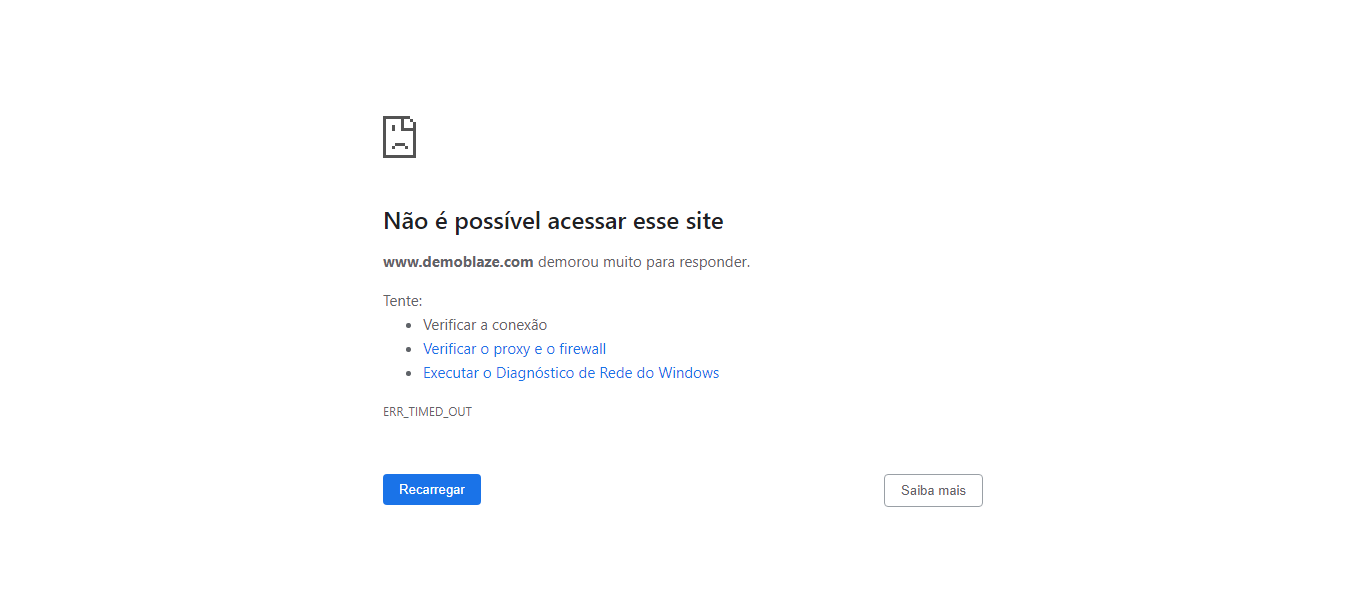 Não é possível acessar esse site
www.demoblaze.com demorou muito para responder.
Tente:
Verificar a conexão
Verificar o proxy e o firewall
Executar o Diagnóstico de Rede do Windows
ERR_TIMED_OUT
Recarregar
Saiba mais